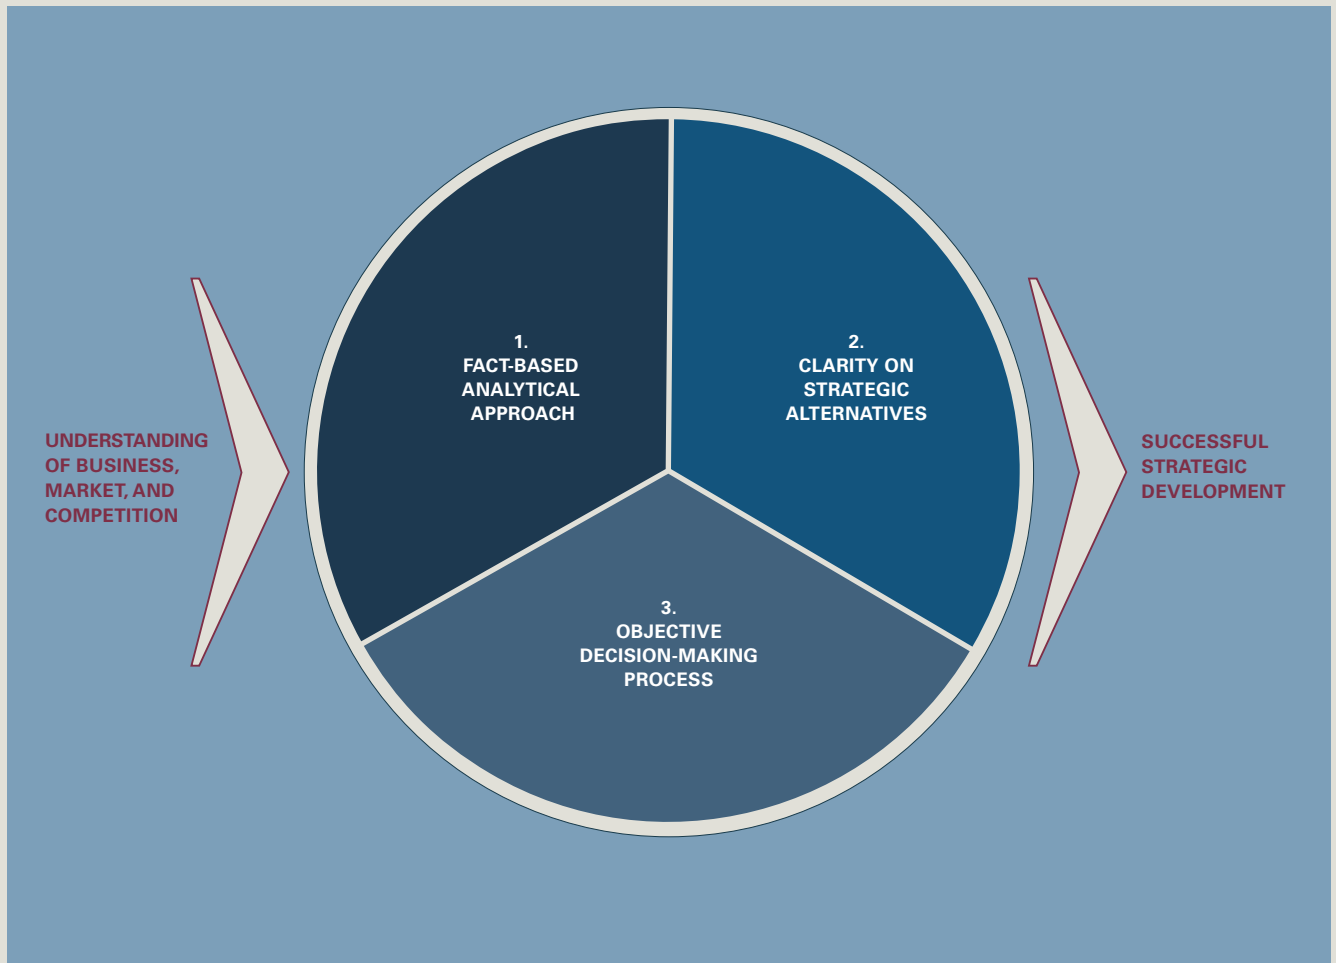 UNDERSTANDING
OF BUSINESS,
MARKET, AND
COMPETITION
1.
FACT-BASED
ANALYTICAL
APPROACH
2.
CLARITY ON
STRATEGIC
ALTERNATIVES
3.
OBJECTIVE
DECISION-MAKING
PROCESS
SUCCESSFUL
STRATEGIC
DEVELOPMENT